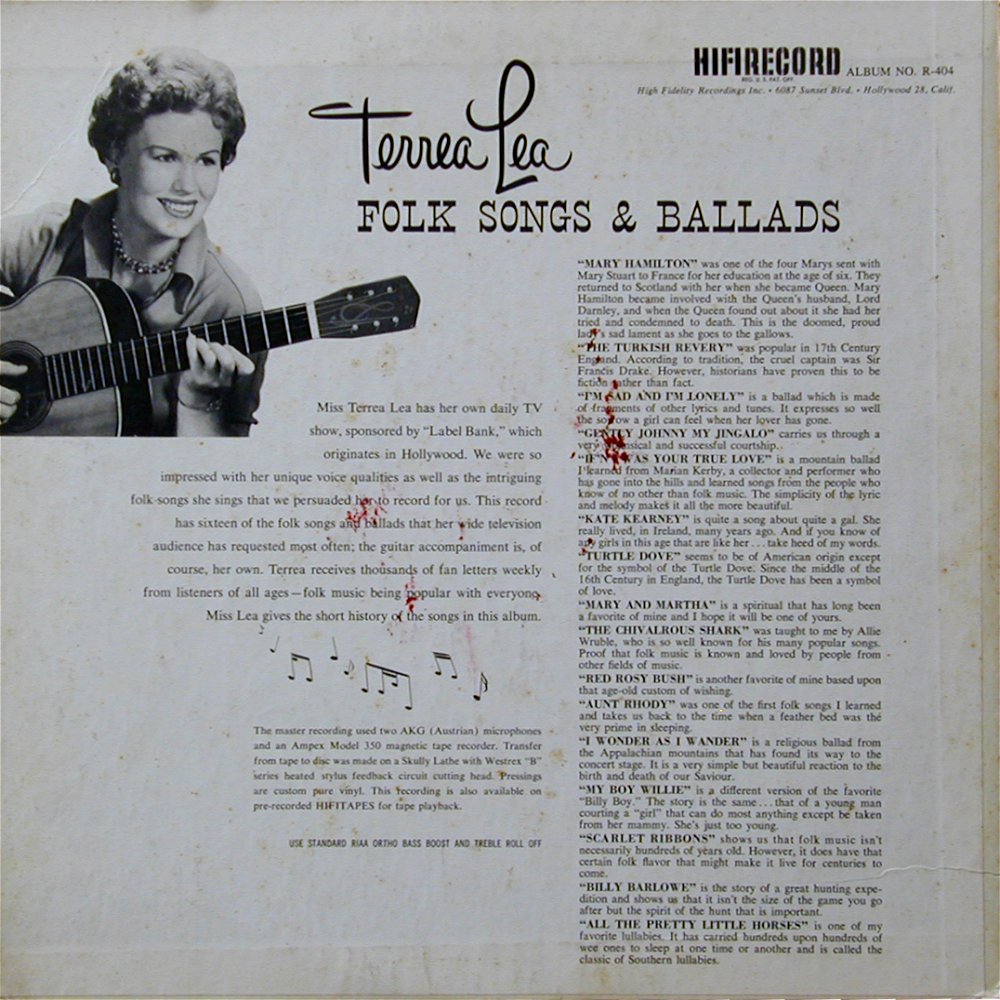 HIFIRECORD
REG. U. S. PAT. OFF.
ALBUM NO. R-404
High Fidelity Recordings Inc. • 6087 Sunset Blvd. • Hollywood 28, Calif.
Terrea Lea
FOLK SONGS & BALLADS
Miss Terrea Lea has her own daily TV
show, sponsored by “Label Bank,” which
originates in Hollywood. We were so
impressed with her unique voice qualities as well as the intriguing
folk songs she sings that we persuaded her to record for us. This record
has sixteen of the folk songs and ballads that her wide television
audience has requested most often; the guitar accompaniment is, of
course, her own. Terrea receives thousands of fan letters weekly
from listeners of all ages—folk music being popular with everyone.
Miss Lea gives the short history of the songs in this album.
The master recording used two AKG (Austrian) microphones
and an Ampex Model 350 magnetic tape recorder. Transfer
from tape to disc was made on a Skully Lathe with Westrex “B”
series heated stylus feedback circuit cutting head. Pressings
are custom pure vinyl. This recording is also available on
pre-recorded HIFITAPES for tape playback.
USE STANDARD RIAA ORTHO BASS BOOST AND TREBLE ROLL OFF
“MARY HAMILTON” was one of the four Marys sent with
Mary Stuart to France for her education at the age of six. They
returned to Scotland with her when she became Queen. Mary
Hamilton became involved with the Queen's husband, Lord
Darnley, and when the Queen found out about it she had her
tried and condemned to death. This is the doomed, proud
lady's sad lament as she goes to the gallows.
“THE TURKISH REVERY” was popular in 17th Century
England. According to tradition, the cruel captain was Sir
Francis Drake. However, historians have proven this to be
fiction rather than fact.
“I'M SAD AND I'M LONELY” is a ballad which is made
of fragments of other lyrics and tunes. It expresses so well
the sorrow a girl can feel when her lover has gone.
“GENTLY JOHNNY MY JINGALO” carries us through a
very whimsical and successful courtship.
“IF I WAS YOUR TRUE LOVE” is a mountain ballad
I learned from Marian Kerby, a collector and performer who
has gone into the hills and learned songs from the people who
know of no other than folk music. The simplicity of the lyric
and melody makes it all the more beautiful.
“KATE KEARNEY” is quite a song about quite a gal. She
really lived, in Ireland, many years ago. And if you know of
any girls in this age that are like her . . . take heed of my words.
“TURTLE DOVE” seems to be of American origin except
for the symbol of the Turtle Dove. Since the middle of the
16th Century in England, the Turtle Dove has been a symbol
of love.
“MARY AND MARTHA” is a spiritual that has long been
a favorite of mine and I hope it will be one of yours.
“THE CHIVALROUS SHARK” was taught to me by Allie
Wruble, who is so well known for his many popular songs.
Proof that folk music is known and loved by people from
other fields of music.
“RED ROSY BUSH” is another favorite of mine based upon
that age-old custom of wishing.
“AUNT RHODY” was one of the first folk songs I learned
and takes us back to the time when a feather bed was the
very prime in sleeping.
“I WONDER AS I WANDER” is a religious ballad from
the Appalachian mountains that has found its way to the
concert stage. It is a very simple but beautiful reaction to the
birth and death of our Saviour.
“MY BOY WILLIE” is a different version of the favorite
“Billy Boy.” The story is the same . . . that of a young man
courting a “girl” that can do most anything except be taken
from her mammy. She's just too young.
“SCARLET RIBBONS” shows us that folk music isn't
necessarily hundreds of years old. However, it does have that
certain folk flavor that might make it live for centuries to
come.
“BILLY BARLOWE” is the story of a great hunting expe-
dition and shows us that it isn't the size of the game you go
after but the spirit of the hunt that is important.
“ALL THE PRETTY LITTLE HORSES” is one of my
favorite lullabies. It has carried hundreds upon hundreds of
wee ones to sleep at one time or another and is called the
classic of Southern lullabies.